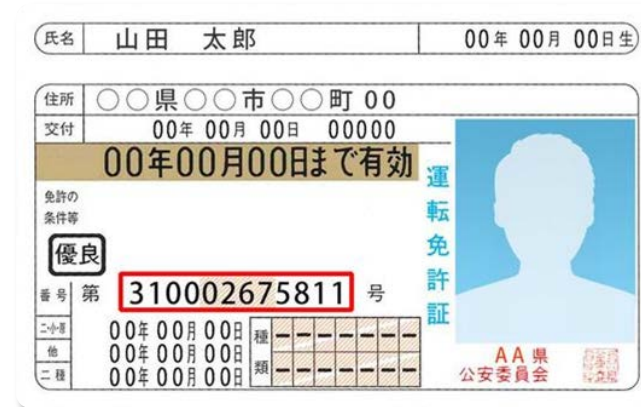 氏名 山田 太郎 00年 00月 00日生
住所 ○○県○○市○○町 00
交付 00年 00月 00日 00000
00年00月00日まで有効
免許の
条件等
優良
番号 第 310002675811 号
二・小・原 00年 00月 00日
他 00年 00月 00日
二種 00年 00月 00日
種類 - - - - - - -
- - - - - - -
運転免許証
AA県
公安委員会